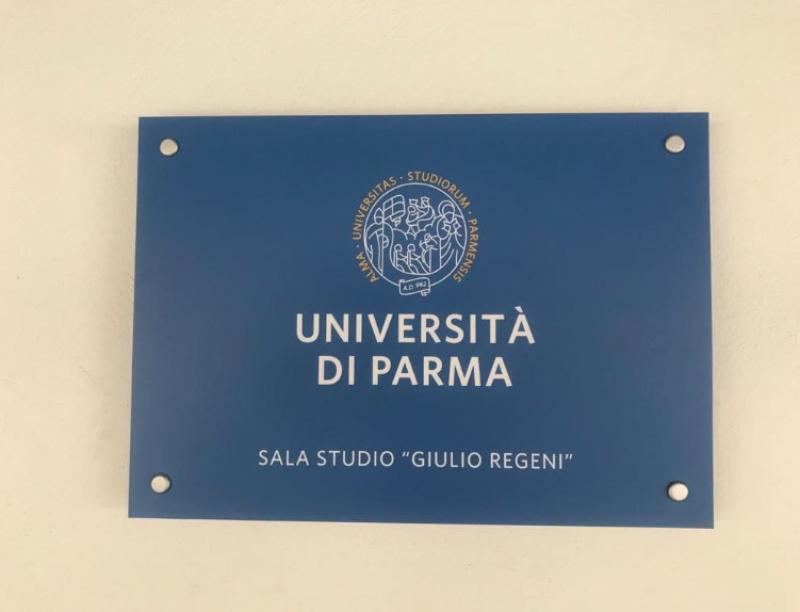 ALMA · UNIVERSITAS · STUDIORUM · PARMENSIS
A.D. 962
UNIVERSITÀ
DI PARMA
SALA STUDIO “GIULIO REGENI”